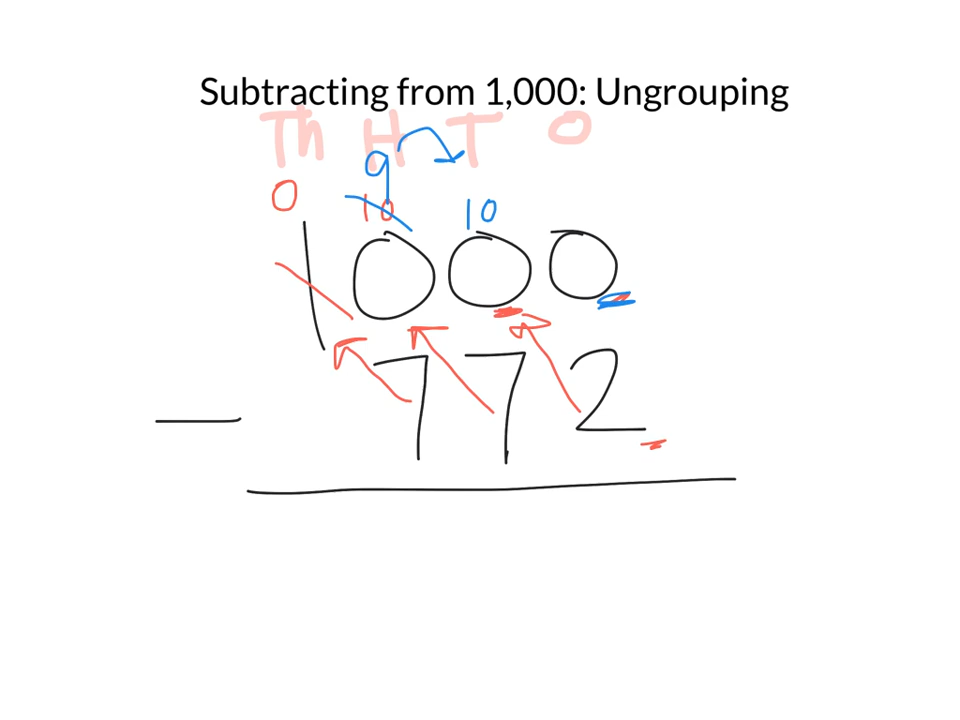 Subtracting from 1,000: Ungrouping
Th H T O
9
0 10 10
1000
— 772